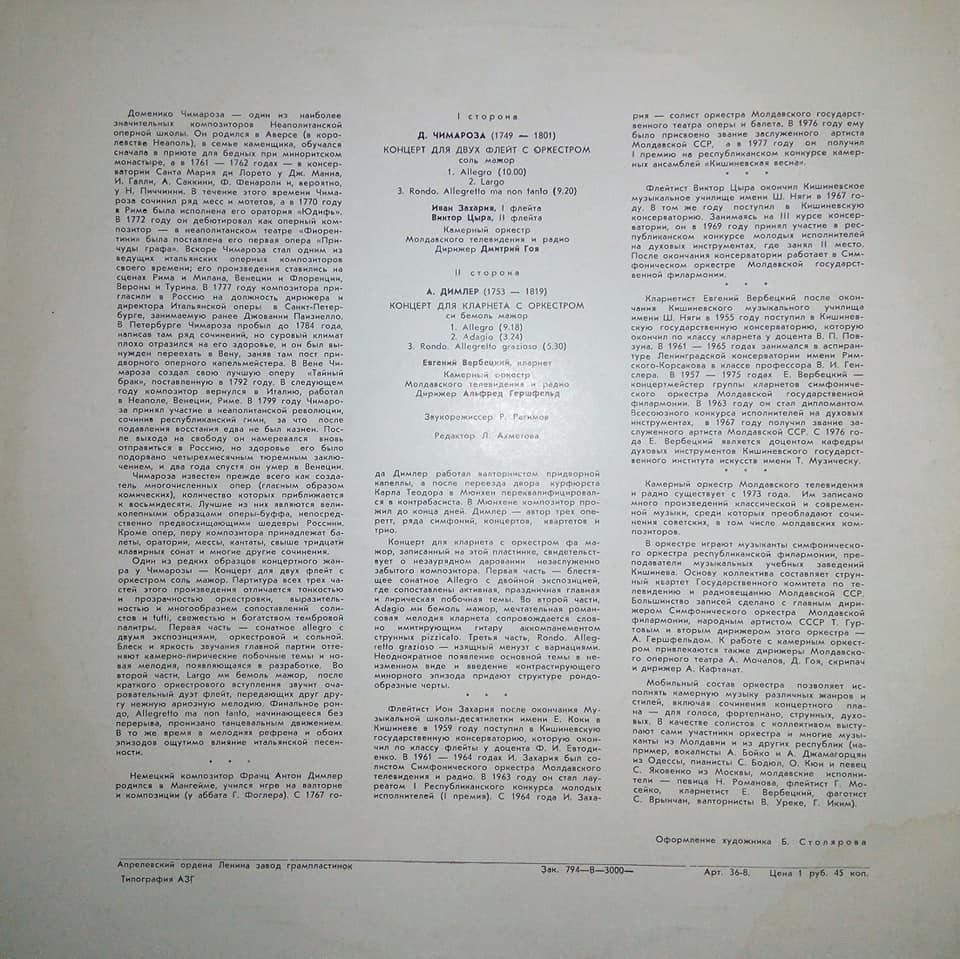 Доменико Чимароза — один из наиболее
значительных композиторов Неаполитанской
оперной школы. Он родился в Аверсе (в коро-
левстве Неаполь), в семье каменщика, обучался
сначала в приюте для бедных при миноритском
монастыре, а в 1761 — 1762 годах — в консер-
ватории Санта Мария ди Лорето у Дж. Манна,
И. Галли, А. Саккини, Ф. Фенароли и, вероятно,
у Н. Пиччинни. В течение этого времени Чима-
роза сочинил ряд месс и мотетов, а в 1770 году
в Риме была исполнена его оратория «Юдифь».
В 1772 году он дебютировал как оперный ком-
позитор — в неаполитанском театре «Фиорен-
тини» была поставлена его первая опера «При-
чуды графа». Вскоре Чимароза стал одним из
ведущих итальянских оперных композиторов
своего времени; его произведения ставились на
сценах Рима и Милана, Венеции и Флоренции,
Вероны и Турина. В 1777 году композитора при-
гласили в Россию на должность дирижера и
директора Итальянской оперы в Санкт-Петер-
бурге, занимаемую ранее Джованни Паизиелло.
В Петербурге Чимароза пробыл до 1784 года,
написав там ряд сочинений, но суровый климат
плохо отразился на его здоровье, и он был вы-
нужден переехать в Вену, заняв там пост при-
дворного оперного капельмейстера. В Вене Чи-
мароза создал свою лучшую оперу «Тайный
брак», поставленную в 1792 году. В следующем
году композитор вернулся в Италию, работал
в Неаполе, Венеции, Риме. В 1799 году Чимаро-
за принял участие в неаполитанской революции,
сочинив республиканский гимн, за что после
подавления восстания едва не был казнен. Пос-
ле выхода на свободу он намеревался вновь
отправиться в Россию, но здоровье его было
подорвано четырехмесячным тюремным заклю-
чением, и два года спустя он умер в Венеции.
Чимароза известен прежде всего как созда-
тель многочисленных опер (гласным образом
комических), количество которых приближается
к восьмидесяти. Лучшие из них являются вели-
колепными образцами оперы-буффа, непосред-
ственно предвосхищающими шедевры Россини.
Кроме опер, перу композитора принадлежат ба-
леты, оратории, мессы, кантаты, свыше тридцати
клавирных сонат и многие другие сочинения.
Один из редких образцов концертного жан-
ра у Чимарозы — Концерт для двух флейт с
оркестром соль мажор. Партитура всех трех ча-
стей этого произведения отличается тонкостью
и прозрачностью оркестровки, выразитель-
ностью и многообразием сопоставлений соли-
стов и tutti, свежестью и богатством тембровой
палитры. Первая часть — сонатное allegro с
двумя экспозициями, оркестровой и сольной.
Блеск и яркость звучания главной партии отте-
няют камерно-лирические побочные темы и но-
вая мелодия, появляющаяся в разработке. Во
второй части, Largo ми бемоль мажор, после
краткого оркестрового вступления звучит оча-
ровательный дуэт флейт, передающих друг дру-
гу нежную ариозную мелодию. Финальное рон-
до, Allegretto ma non tanto, начинающееся без
перерыва, пронизано танцевальным движением.
В то же время в мелодиях рефрена и обоих
эпизодов ощутимо влияние итальянской песен-
ности.
* * *
Немецкий композитор Франц Антон Димлер
родился в Мангейме, учился игре на валторне
и композиции (у аббата Г. Фоглера). С 1767 го-
I сторона
Д. ЧИМАРОЗА (1749 — 1801)
КОНЦЕРТ ДЛЯ ДВУХ ФЛЕЙТ С ОРКЕСТРОМ
соль мажор
1. Allegro (10.00)
2. Largo
3. Rondo. Allegretto ma non tanto (9.20)
Иван Захария, I флейта
Виктор Цыра, II флейта
Камерный оркестр
Молдавского телевидения и радио
Дирижер Дмитрий Гоя
II сторона
А. ДИМЛЕР (1753 — 1819)
КОНЦЕРТ ДЛЯ КЛАРНЕТА С ОРКЕСТРОМ
си бемоль мажор
1. Allegro (9.18)
2. Adagio (3.24)
3. Rondo. Allegretto grazioso (5.30)
Евгений Вербецкий, кларнет
Камерный оркестр
Молдавского телевидения и радио
Дирижер Альфред Гершфельд
Звукорежиссер Р. Рагимов
Редактор Л. Ахметова
да Димлер работал валторнистом придворной
капеллы, а после переезда двора курфюрста
Карла Теодора в Мюнхен переквалифицировал-
ся в контрабасиста. В Мюнхене композитор про-
жил до конца дней. Димлер — автор трех опе-
ретт, ряда симфоний, концертов, квартетов и
трио.
Концерт для кларнета с оркестром фа ма-
жор, записанный на этой пластинке, свидетельст-
вует о незаурядном даровании незаслуженно
забытого композитора. Первая часть — блестя-
щее сонатное Allegro с двойной экспозицией,
где сопоставлены активная, праздничная главная
и лирическая побочная темы. Во второй части,
Adagio ми бемоль мажор, мечтательная роман-
совая мелодия кларнета сопровождается слов-
но имитирующим гитару аккомпанементом
струнных pizzicato. Третья часть, Rondo. Alleg-
retto grazioso — изящный менуэт с вариациями.
Неоднократное появление основной темы в не-
изменном виде и введение контрастирующего
минорного эпизода придают структуре рондо-
образные черты.
* * *
Флейтист Ион Захария после окончания Му-
зыкальной школы-десятилетки имени Е. Коки в
Кишиневе в 1959 году поступил в Кишиневскую
государственную консерваторию, которую окон-
чил по классу флейты у доцента Ф. И. Евтоди-
енко. В 1961 — 1964 годах И. Захария был со-
листом Симфонического оркестра Молдавского
телевидения и радио. В 1963 году он стал лау-
реатом I Республиканского конкурса молодых
исполнителей (I премия). С 1964 года И. Заха-
рия — солист оркестра Молдавского государст-
венного театра оперы и балета. В 1976 году ему
было присвоено звание заслуженного артиста
Молдавской ССР, а в 1977 году он получил
I премию на республиканском конкурсе камер-
ных ансамблей «Кишиневская весна».
* * *
Флейтист Виктор Цыра окончил Кишиневское
музыкальное училище имени Ш. Няги в 1967 го-
ду. В том же году поступил в Кишиневскую
консерваторию. Занимаясь на III курсе консер-
ватории, он в 1969 году принял участие в рес-
публиканском конкурсе молодых исполнителей
на духовых инструментах, где занял II место.
После окончания консерватории работает в Сим-
фоническом оркестре Молдавской государст-
венной филармонии.
* * *
Кларнетист Евгений Вербецкий после окон-
чания Кишиневского музыкального училища
имени Ш. Няги в 1955 году поступил в Кишинев-
скую государственную консерваторию, которую
окончил по классу кларнета у доцента В. П. Пов-
зуна. В 1961 — 1965 годах занимался в аспиран-
туре Ленинградской консерватории имени Рим-
ского-Корсакова в классе профессора В. И. Ген-
слера. В 1957 — 1975 годах Е. Вербецкий —
концертмейстер группы кларнетов симфониче-
ского оркестра Молдавской государственной
филармонии. В 1963 году он стал дипломантом
Всесоюзного конкурса исполнителей на духовых
инструментах, в 1967 году получил звание за-
служенного артиста Молдавской ССР. С 1976 го-
да Е. Вербецкий является доцентом кафедры
духовых инструментов Кишиневского государст-
венного института искусств имени Т. Музическу.
* * *
Камерный оркестр Молдавского телевидения
и радио существует с 1973 года. Им записано
много произведений классической и современ-
ной музыки, среди которых преобладают сочи-
нения советских, в том числе молдавских ком-
позиторов.
В оркестре играют музыканты симфоническо-
го оркестра республиканской филармонии, пре-
подаватели музыкальных учебных заведений
Кишинева. Основу коллектива составляет струн-
ный квартет Государственного комитета по те-
левидению и радиовещанию Молдавской ССР.
Большинство записей сделано с главным дири-
жером Симфонического оркестра Молдавской
филармонии, народным артистом СССР Т. Гур-
товым и вторым дирижером этого оркестра —
А. Гершфельдом. К работе с камерным оркест-
ром привлекаются также дирижеры Молдавско-
го оперного театра А. Мочалов, Д. Гоя, скрипач
и дирижер А. Кафтанат.
Мобильный состав оркестра позволяет ис-
полнять камерную музыку различных жанров и
стилей, включая сочинения концертного пла-
на — для голоса, фортепиано, струнных, духо-
вых. В качестве солистов с коллективом высту-
пают сами участники оркестра и многие музы-
канты из Молдавии и из других республик (на-
пример, вокалисты А. Бойко и А. Джамагорцян
из Одессы, пианисты С. Бодюл, О. Кюн и певец
С. Яковенко из Москвы, молдавские исполни-
тели — певица Н. Романова, флейтист Г. Мо-
сейко, кларнетист Е. Вербецкий, фаготист
С. Врынчан, валторнисты В. Уреке, Г. Иким).
Оформление художника Б. Столярова
Апрелевский ордена Ленина завод грампластинок
Типография АЗГ
Зак. 794—В—3000—
Арт. 36-8. Цена 1 руб. 45 коп.